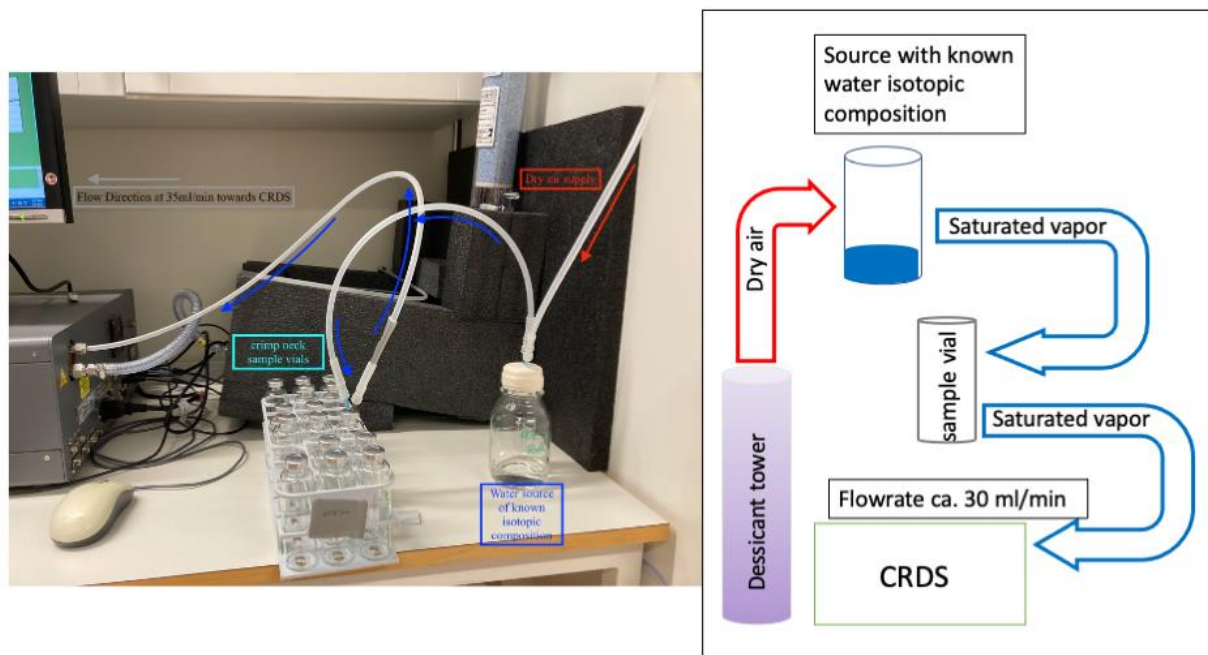 Flow Direction at 35ml/min towards CRDS
Dry air supply
crimp neck
sample vials
Water source
of known
isotopic
composition
Source with known
water isotopic
composition
Dry air
Saturated vapor
sample vial
Saturated vapor
Dessicant tower
Flowrate ca. 30 ml/min
CRDS